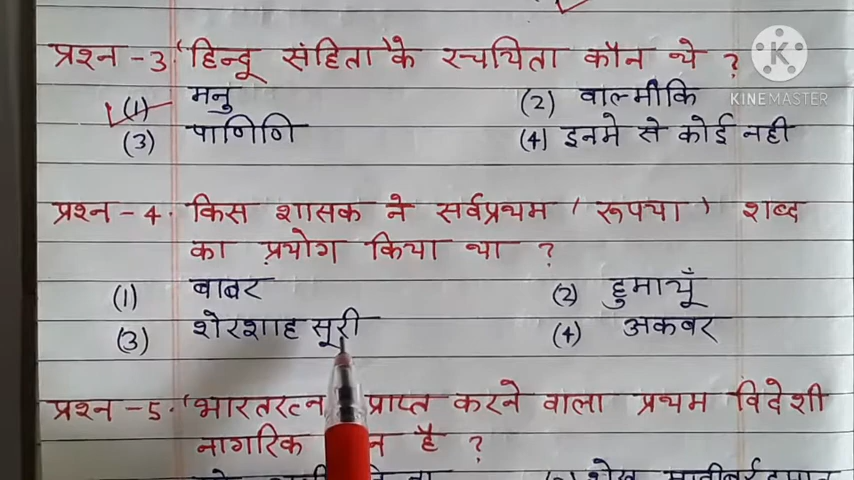 प्रश्न -3. 'हिन्दू संहिता' के रचयिता कौन थे ?
(1) मनु (2) वाल्मीकि
(3) पाणिणि (4) इनमे से कोई नही
प्रश्न -4. किस शासक ने सर्वप्रथम ( रूपया ) शब्द
का प्रयोग किया था ?
(1) बाबर (2) हुमायूँ
(3) शेरशाह सूरी (4) अकबर
प्रश्न -5. 'भारतरत्न प्राप्त करने वाला प्रथम विदेशी
नागरिक है ?
KINEMASTER